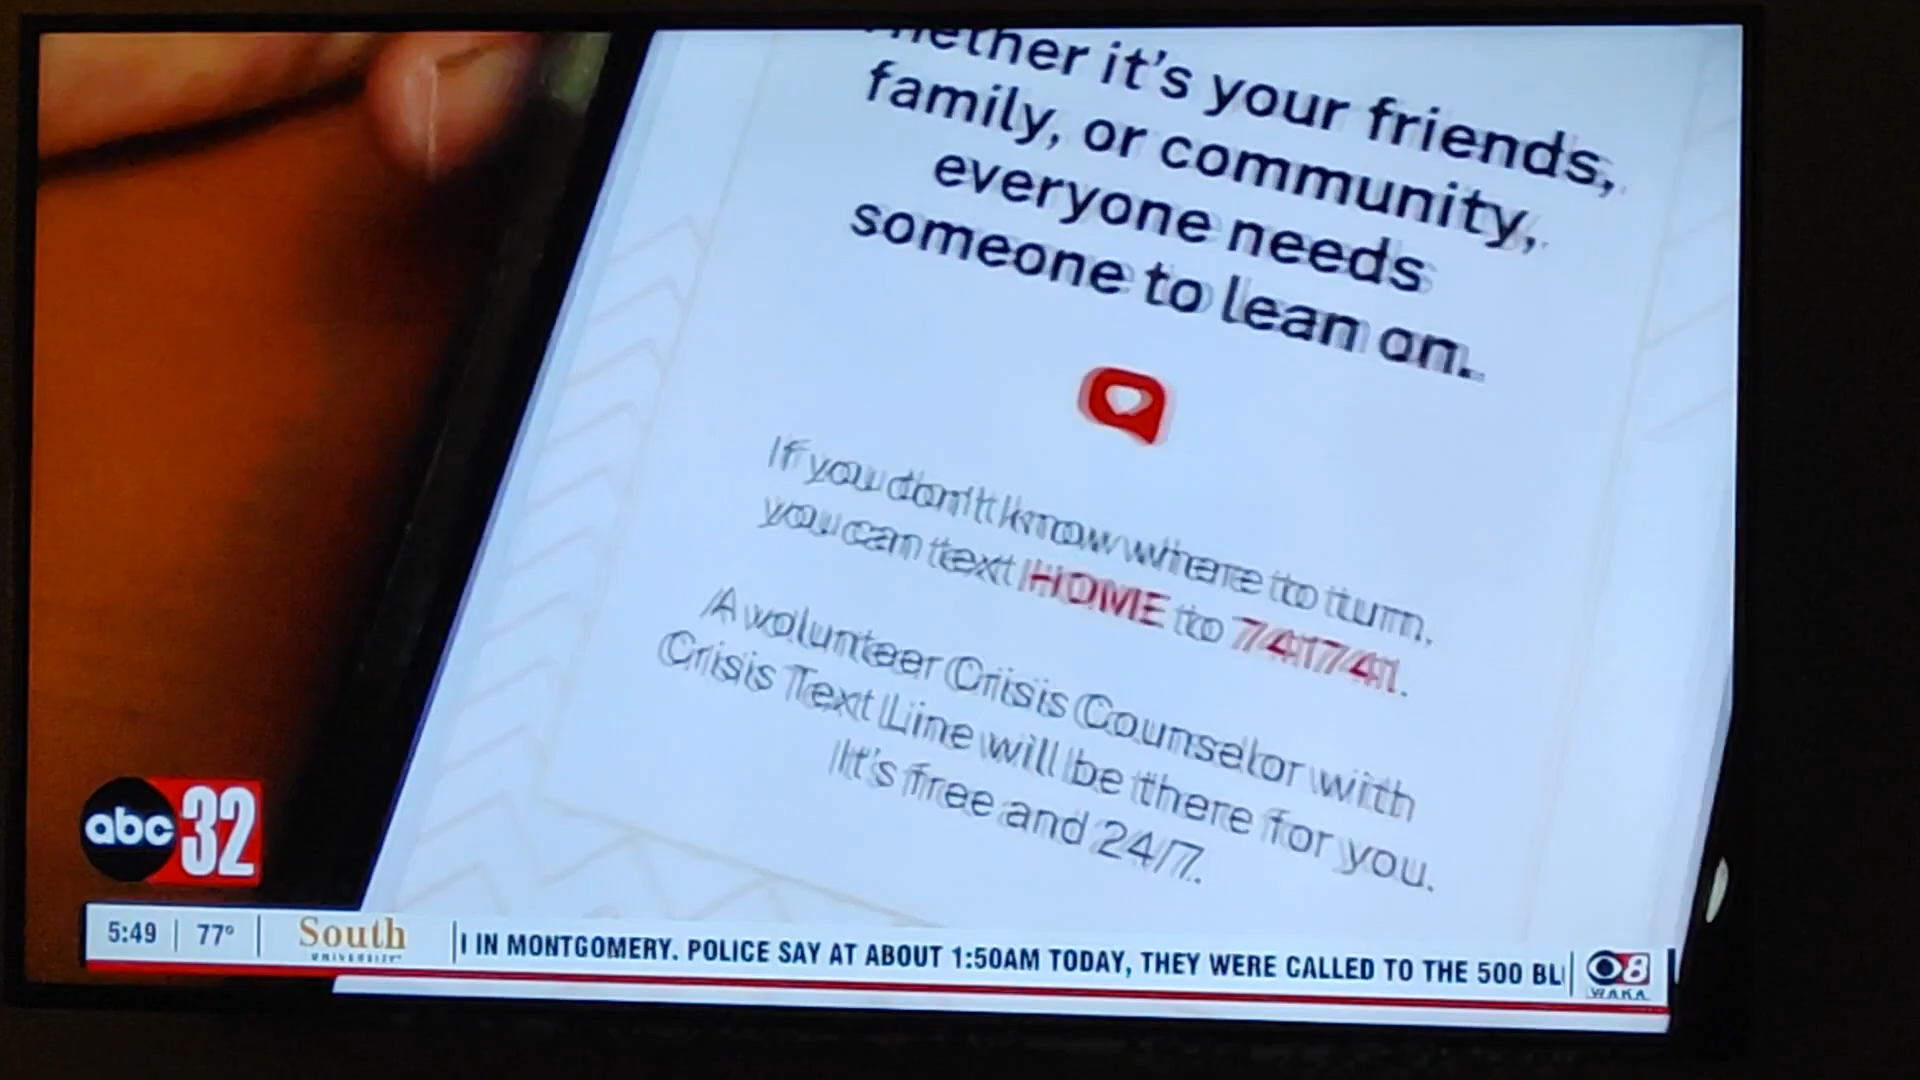 whether it's your friends,
family, or community,
everyone needs
someone to lean on.
If you don't know where to turn,
you can text HOME to 741741.
A volunteer Crisis Counselor with
Crisis Text Line will be there for you.
It's free and 24/7.
abc 32
5:49 77° South UNIVERSITY IN MONTGOMERY. POLICE SAY AT ABOUT 1:50AM TODAY, THEY WERE CALLED TO THE 500 BL 8
WAKA